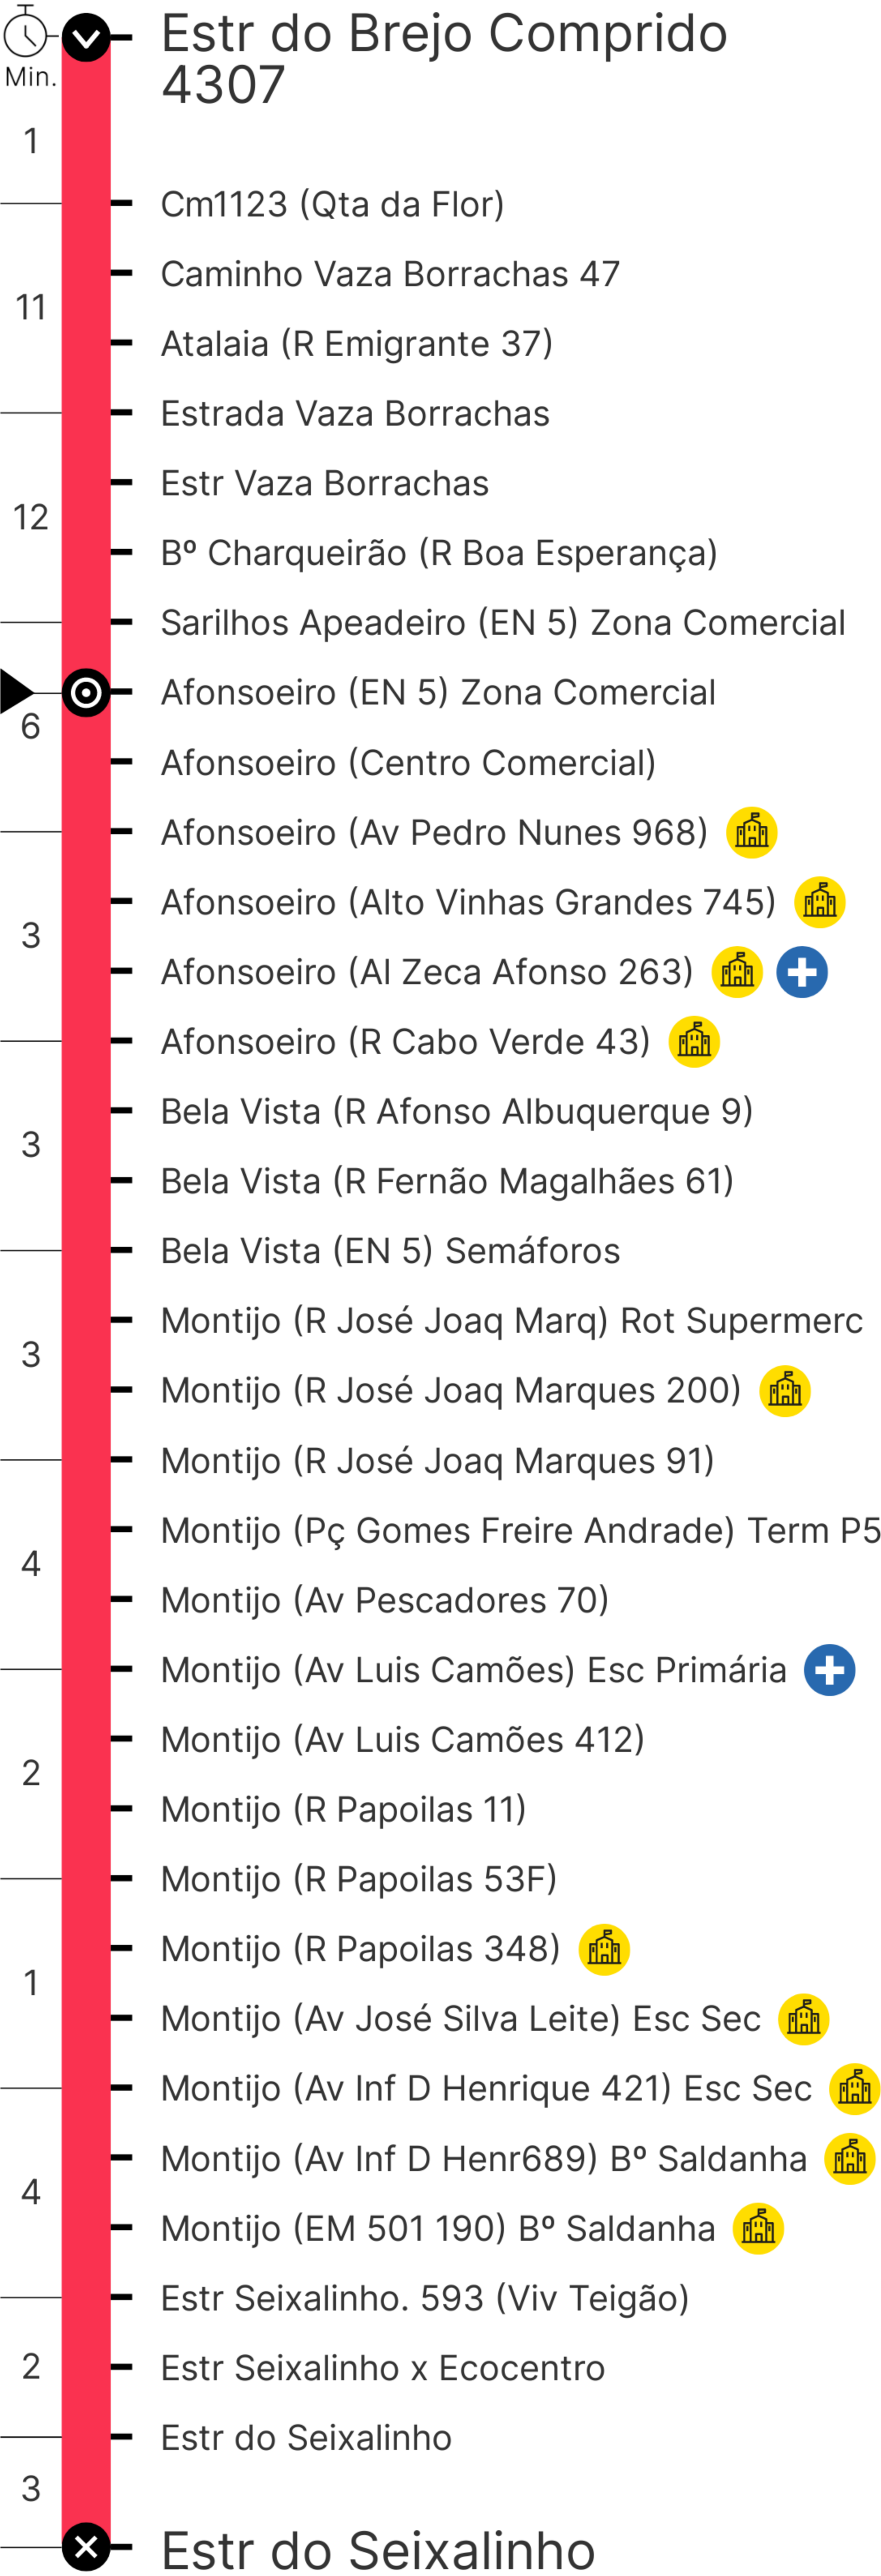 Estr do Brejo Comprido
4307
Min.
1
Cm1123 (Qta da Flor)
Caminho Vaza Borrachas 47
11
Atalaia (R Emigrante 37)
Estrada Vaza Borrachas
Estr Vaza Borrachas
12
Bº Charqueirão (R Boa Esperança)
Sarilhos Apeadeiro (EN 5) Zona Comercial
Afonsoeiro (EN 5) Zona Comercial
6
Afonsoeiro (Centro Comercial)
Afonsoeiro (Av Pedro Nunes 968)
Afonsoeiro (Alto Vinhas Grandes 745)
3
Afonsoeiro (Al Zeca Afonso 263)
Afonsoeiro (R Cabo Verde 43)
Bela Vista (R Afonso Albuquerque 9)
3
Bela Vista (R Fernão Magalhães 61)
Bela Vista (EN 5) Semáforos
Montijo (R José Joaq Marq) Rot Supermerc
3
Montijo (R José Joaq Marques 200)
Montijo (R José Joaq Marques 91)
Montijo (Pç Gomes Freire Andrade) Term P5
4
Montijo (Av Pescadores 70)
Montijo (Av Luis Camões) Esc Primária
Montijo (Av Luis Camões 412)
2
Montijo (R Papoilas 11)
Montijo (R Papoilas 53F)
Montijo (R Papoilas 348)
1
Montijo (Av José Silva Leite) Esc Sec
Montijo (Av Inf D Henrique 421) Esc Sec
Montijo (Av Inf D Henr689) Bº Saldanha
4
Montijo (EM 501 190) Bº Saldanha
Estr Seixalinho. 593 (Viv Teigão)
2
Estr Seixalinho x Ecocentro
Estr do Seixalinho
3
Estr do Seixalinho